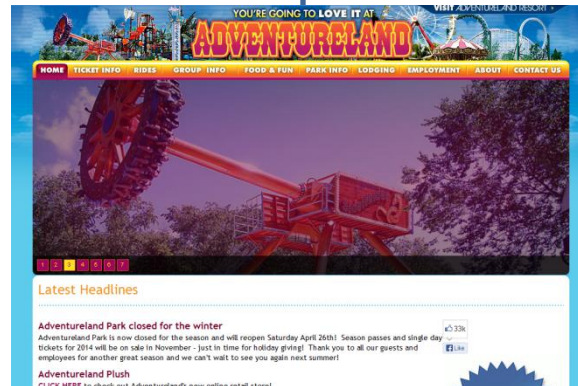 VISIT ADVENTURELAND RESORT
YOU'RE GOING TO LOVE IT AT
ADVENTURELAND
HOME TICKET INFO RIDES GROUP INFO FOOD & FUN PARK INFO LODGING EMPLOYMENT ABOUT CONTACT US
1 2 3 4 5 6 7
Latest Headlines
Adventureland Park closed for the winter
33k
Adventureland Park is now closed for the season and will reopen Saturday April 26th! Season passes and single day
tickets for 2014 will be on sale in November - just in time for holiday giving! Thank you to all our guests and
Like
employees for another great season and we can't wait to see you again next summer!
Adventureland Plush
CLICK HERE to check out Adventureland's new online retail store!